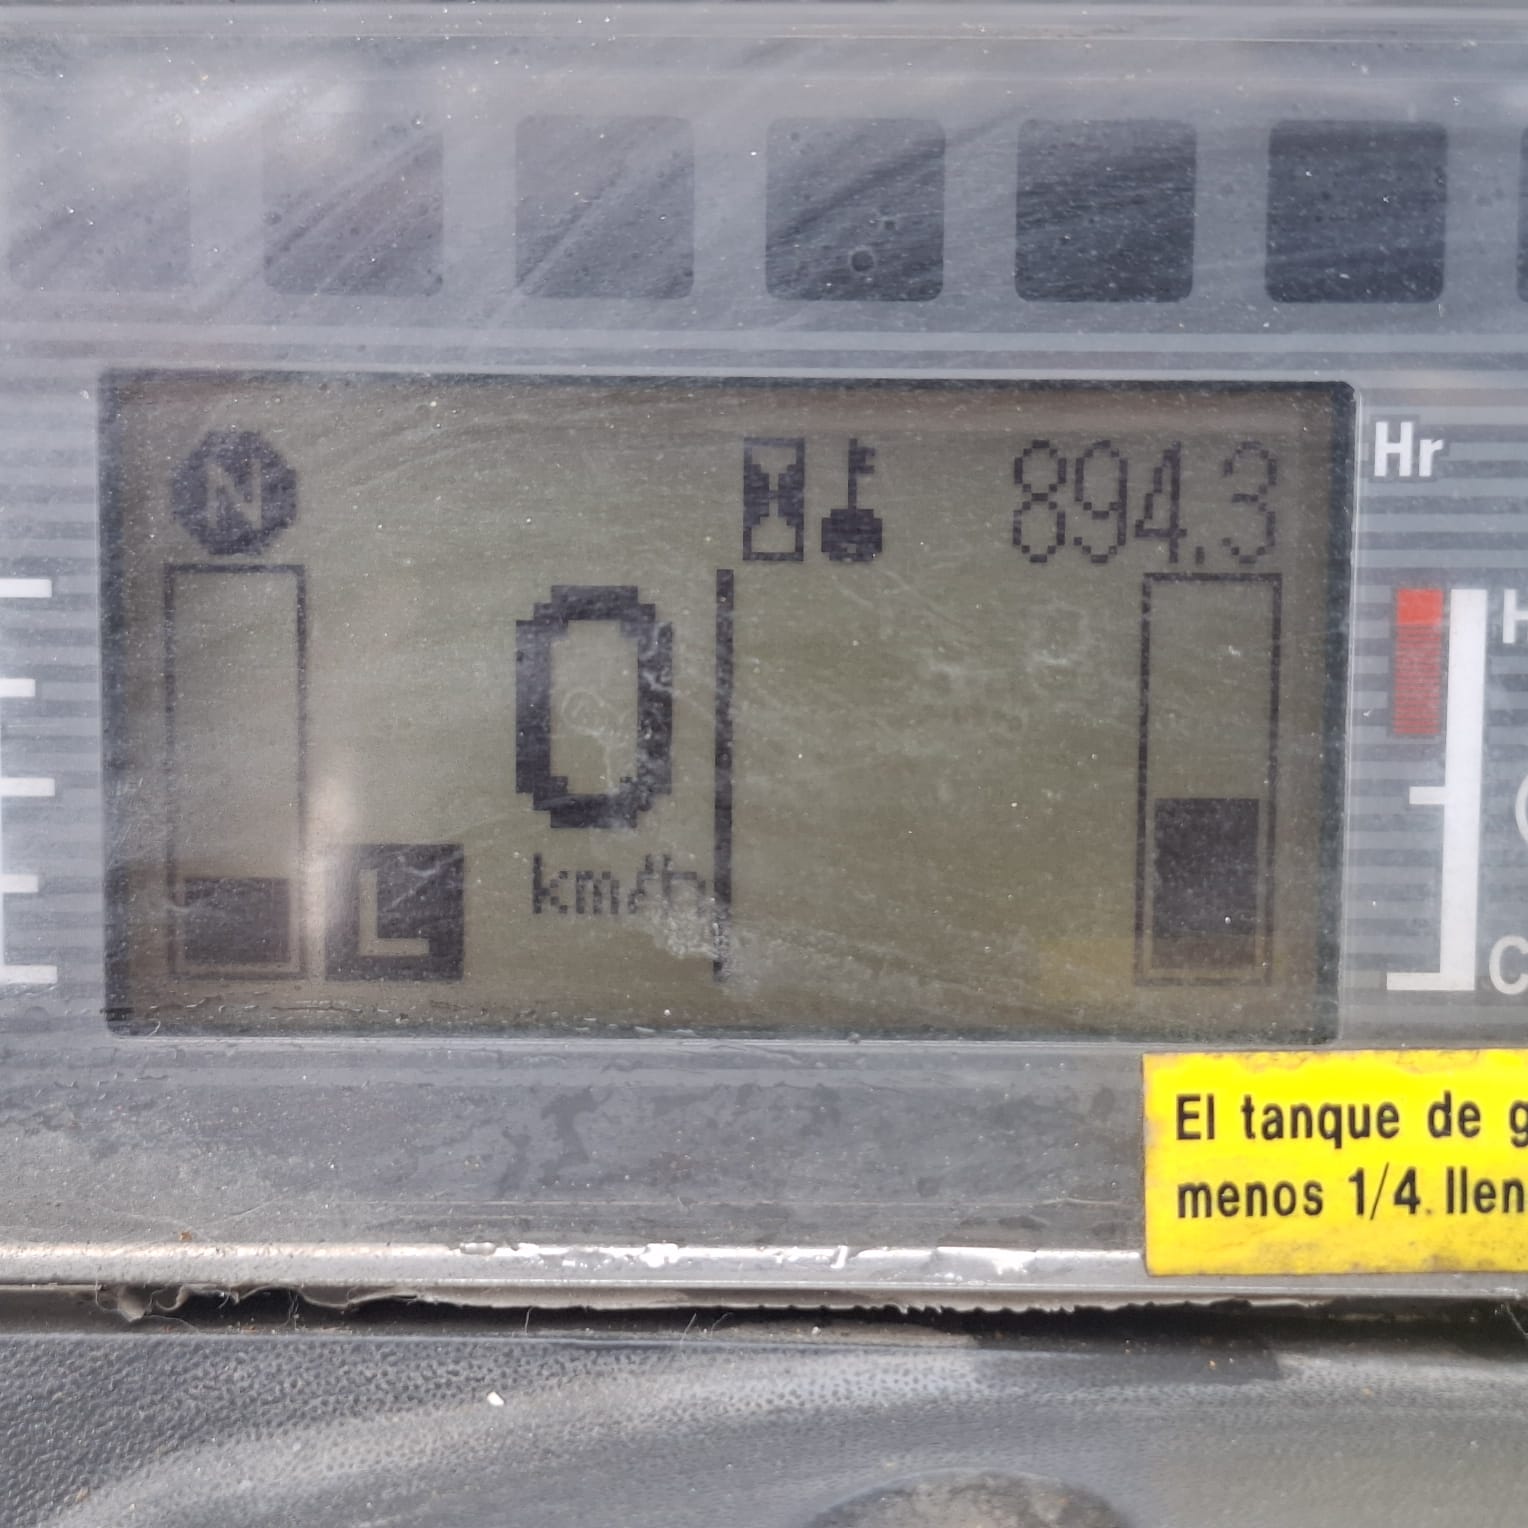 N
894.3
Hr
0
km/h
L
C
El tanque de g
menos 1/4 llen